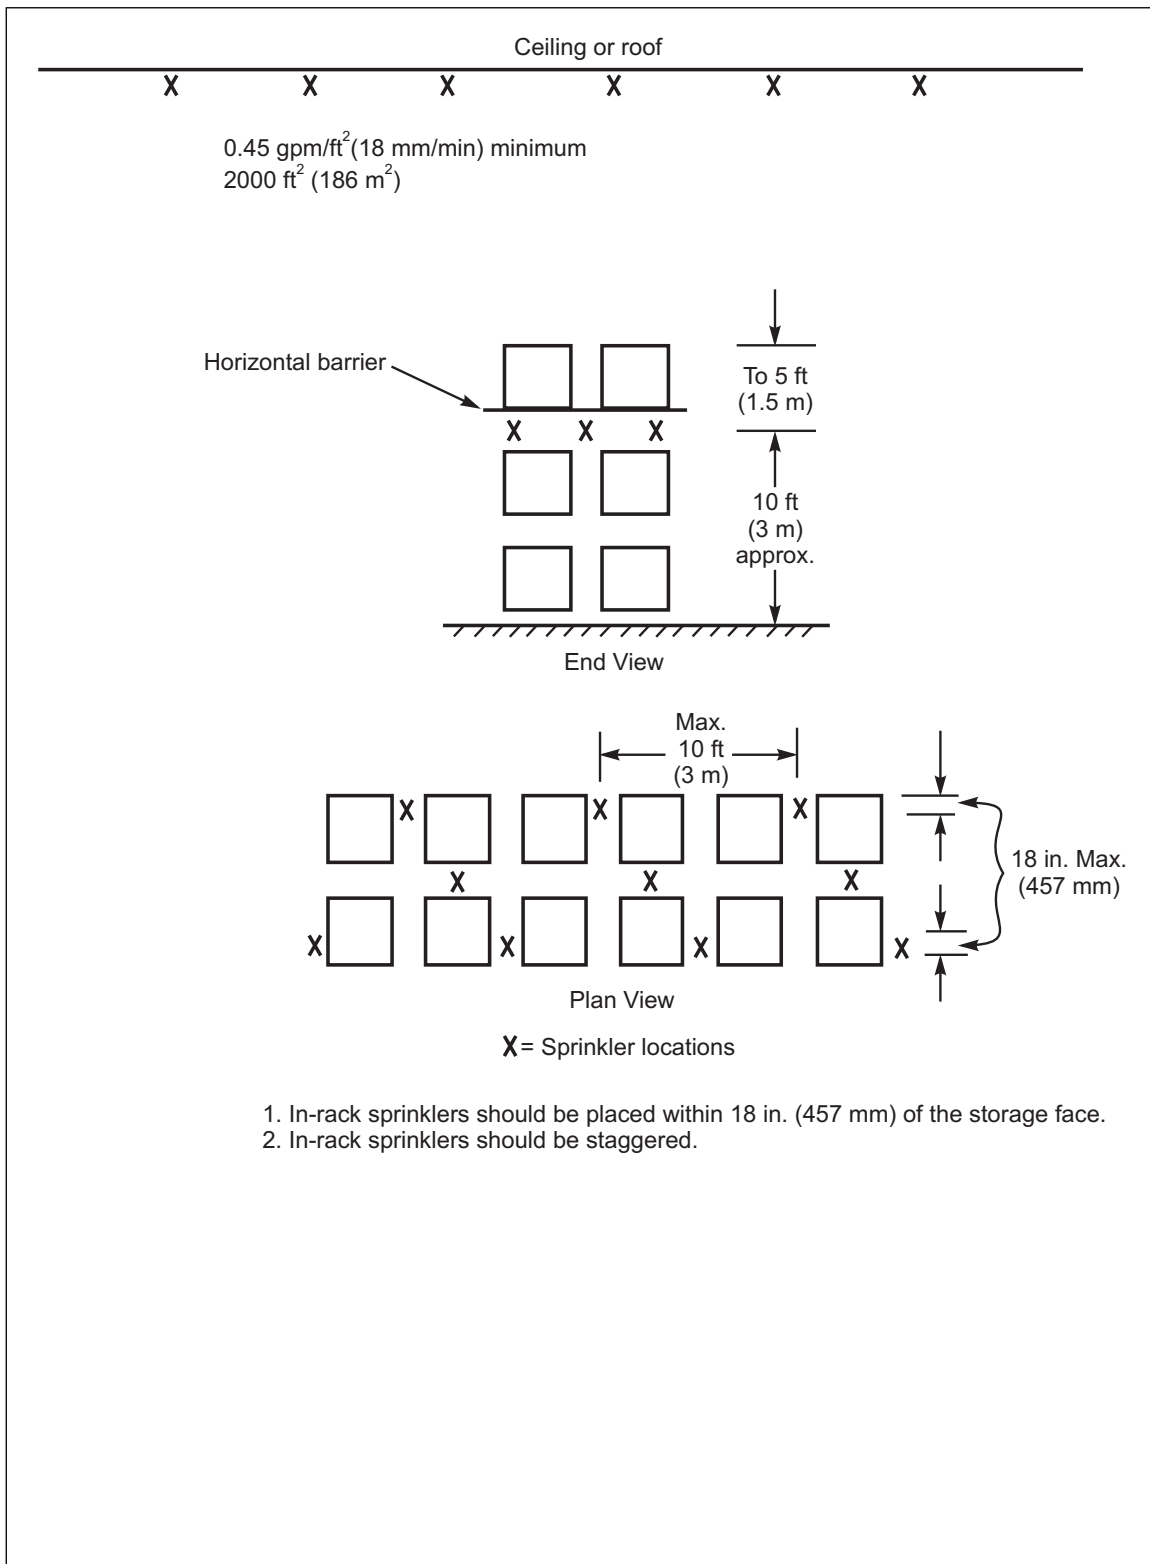 Ceiling or roof
X X X X X X
0.45 gpm/ft²(18 mm/min) minimum
2000 ft² (186 m²)
Horizontal barrier
To 5 ft
(1.5 m)
X X X
10 ft
(3 m)
approx.
End View
Max.
10 ft
(3 m)
X X X
18 in. Max.
(457 mm)
X X X
X X X X
Plan View
X = Sprinkler locations
1. In-rack sprinklers should be placed within 18 in. (457 mm) of the storage face.
2. In-rack sprinklers should be staggered.